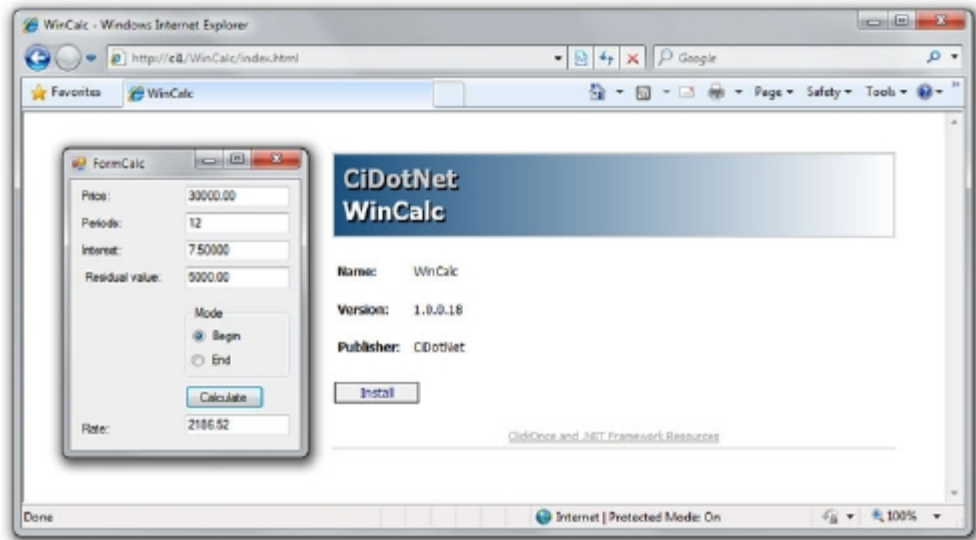 WinCalc - Windows Internet Explorer
http://ci1/WinCalc/index.html
Google
Favorites
WinCalc
Page
Safety
Tools
FormCalc
Price:
30000.00
Periods:
12
Interest:
7.50000
Residual value:
5000.00
Mode
Begin
End
Calculate
Rate:
2186.52
CiDotNet
WinCalc
Name: WinCalc
Version: 1.0.0.18
Publisher: CiDotNet
Install
ClickOnce and .NET Framework Resources
Done
Internet | Protected Mode: On
100%